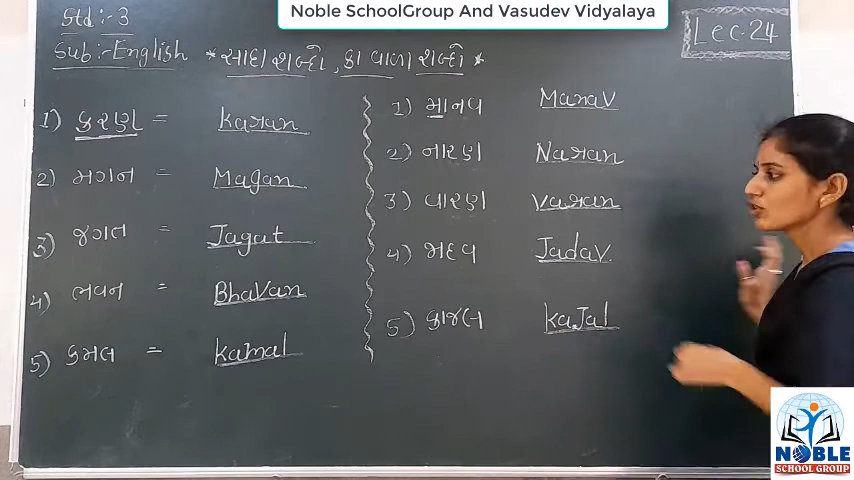 Noble SchoolGroup And Vasudev Vidyalaya
Std :- 3
Lec-24
Sub:- English
* સાદા શબ્દો, કા વાળા શબ્દો *
1) કરણ = Karan
2) મગન = Magan
3) જગત = Jagat
4) ભવન = BhaVan
5) કમલ = Kamal
1) માનવ ManaV
2) નારણ Naran
3) વારણ Varan
4) જાદવ JadaV.
5) કાજલ KaJal
NOBLE
SCHOOL GROUP